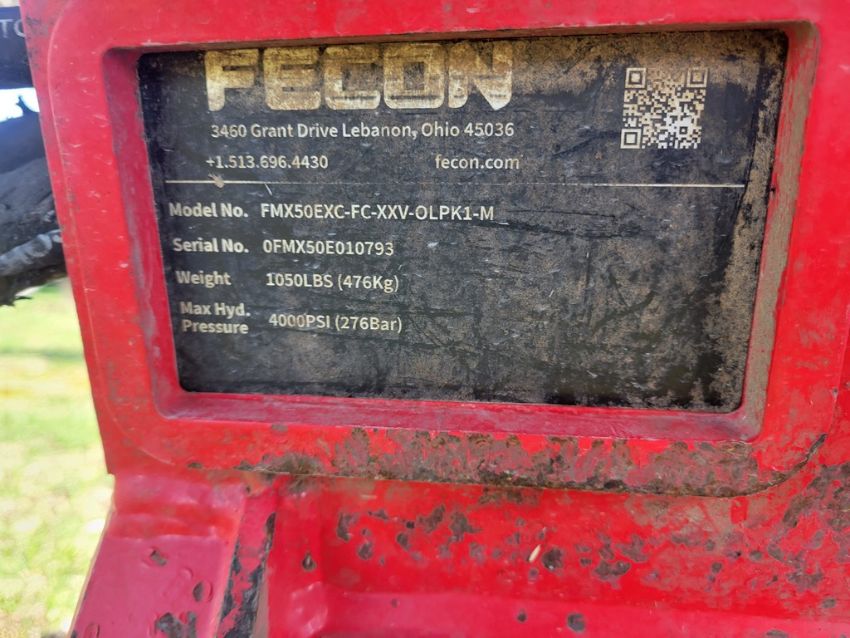 FECON
3460 Grant Drive Lebanon, Ohio 45036
+1.513.696.4430 fecon.com
Model No. FMX50EXC-FC-XXV-OLPK1-M
Serial No. 0FMX50E010793
Weight 1050LBS (476Kg)
Max Hyd.
Pressure 4000PSI (276Bar)